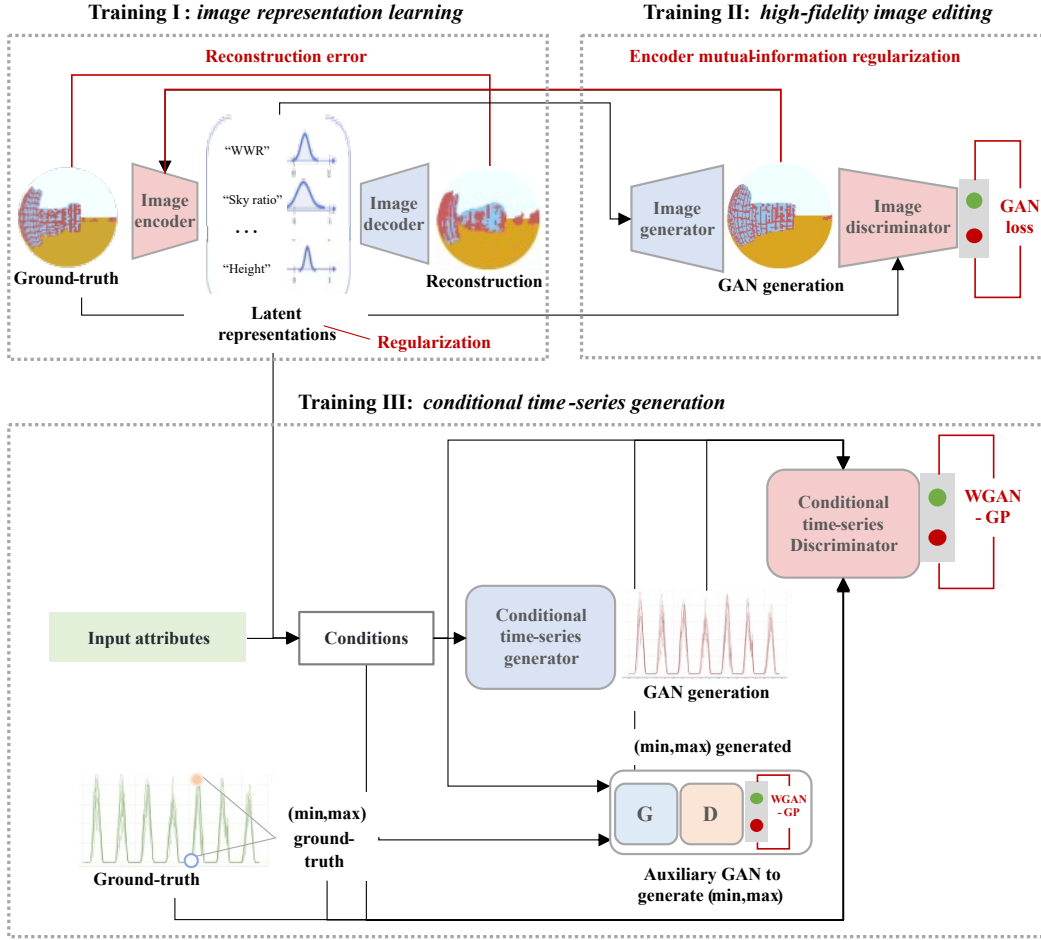 Training I: image representation learning
Training II: high-fidelity image editing
Reconstruction error
Encoder mutual-information regularization
"WWR"
"Sky ratio"
...
"Height"
Image
encoder
Image
decoder
Image
generator
Image
discriminator
GAN
loss
Ground-truth
Reconstruction
GAN generation
Latent
representations
Regularization
Training III: conditional time-series generation
Conditional
time-series
Discriminator
WGAN
- GP
Input attributes
Conditions
Conditional
time-series
generator
GAN generation
(min,max) generated
(min,max)
ground-
truth
G
D
WGAN
- GP
Ground-truth
Auxiliary GAN to
generate (min,max)